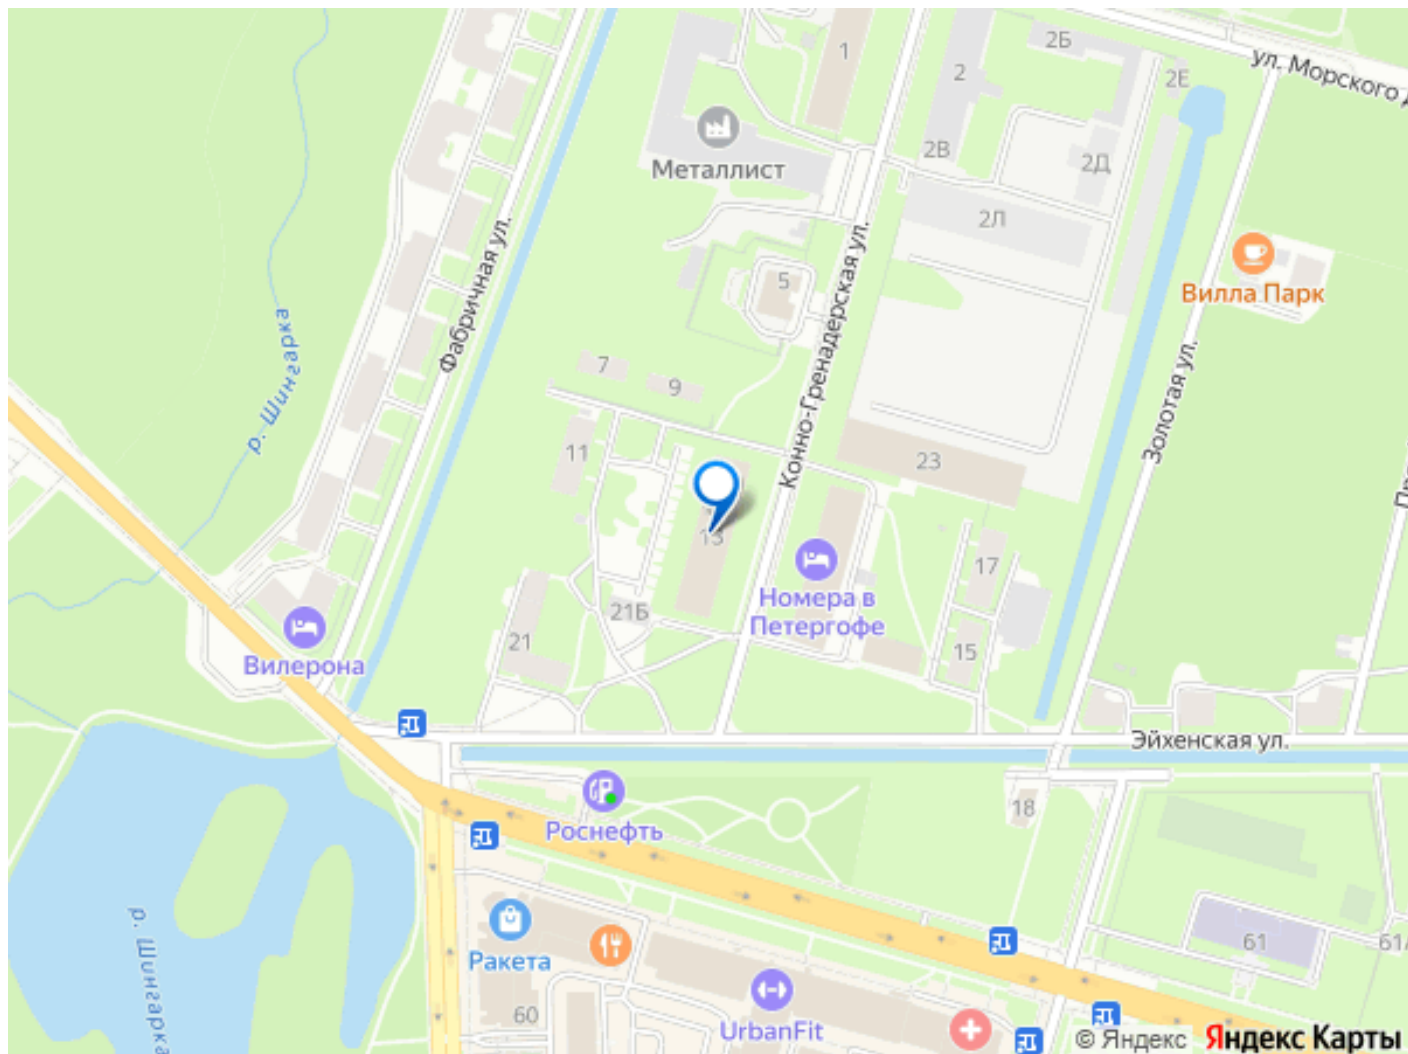 1
2
2Б
2Е
ул. Морского Д
Металлист
2В
2Д
2Л
5
Вилла Парк
р. Шингарка
Фабричная ул.
Конно-Гренадерская ул.
Золотая ул.
7
9
11
23
13
17
Номера в
Петергофе
21Б
21
15
Вилерона
Эйхенская ул.
18
Роснефть
р. Шингарка
Ракета
61
60
UrbanFit
© Яндекс
Яндекс Карты